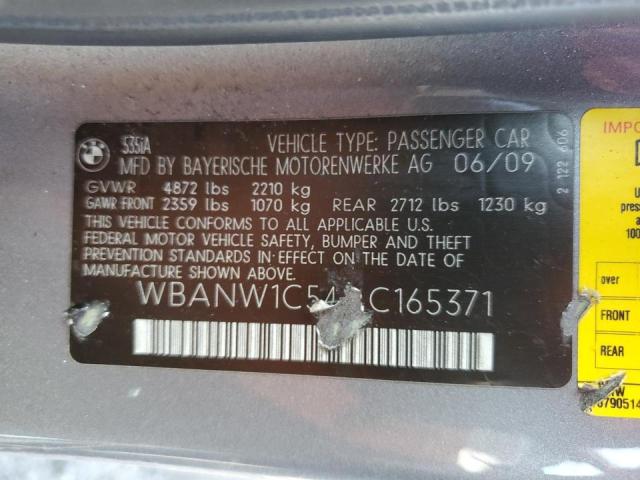 BMW
535iA
VEHICLE TYPE: PASSENGER CAR
MFD BY BAYERISCHE MOTORENWERKE AG 06/09
GVWR 4872 lbs 2210 kg
GAWR FRONT 2359 lbs 1070 kg REAR 2712 lbs 1230 kg
THIS VEHICLE CONFORMS TO ALL APPLICABLE U.S.
FEDERAL MOTOR VEHICLE SAFETY, BUMPER AND THEFT
PREVENTION STANDARDS IN EFFECT ON THE DATE OF
MANUFACTURE SHOWN ABOVE.
2 122 606
over
FRONT
REAR